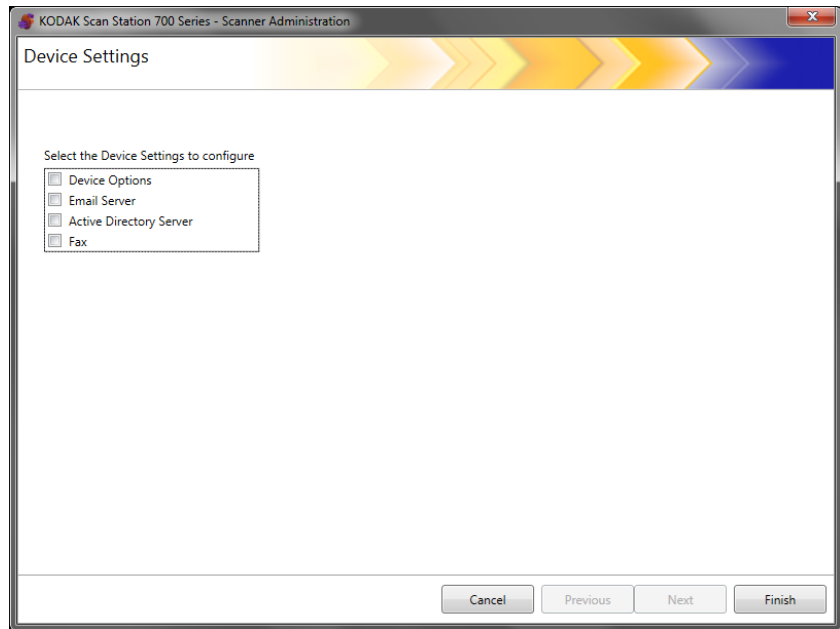 KODAK Scan Station 700 Series - Scanner Administration
Device Settings
Select the Device Settings to configure
Device Options
Email Server
Active Directory Server
Fax
Cancel Previous Next Finish